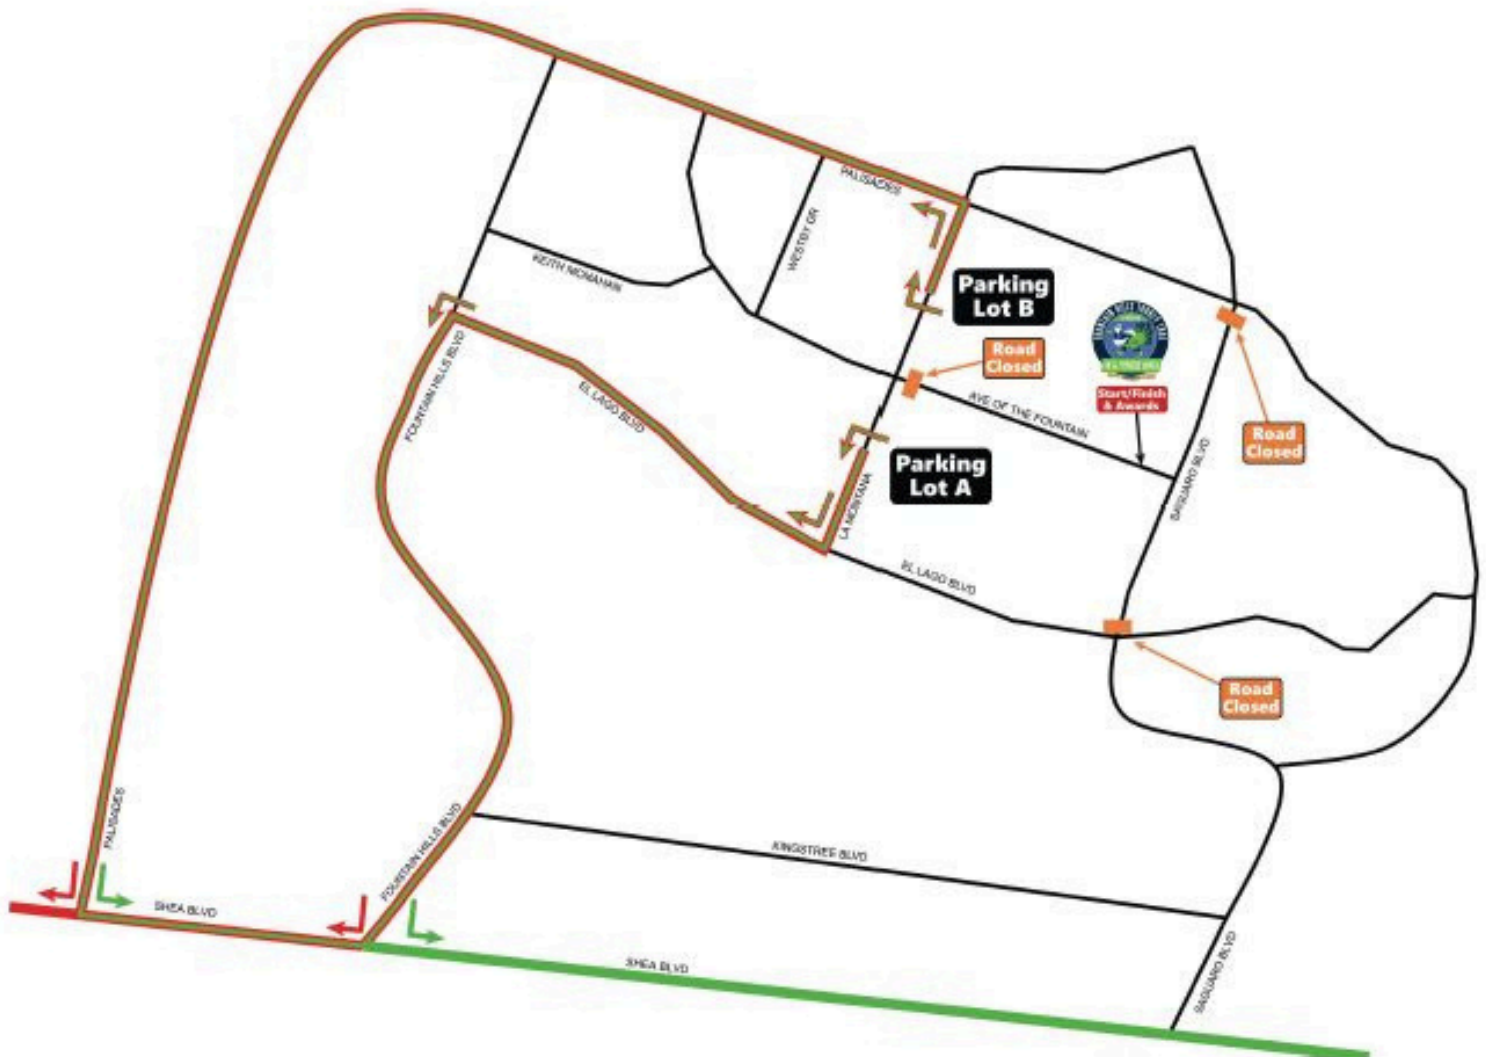 PALISADES
WESTBY DR
KEITH MCMAHAN
Parking
Lot B
Road
Closed
Start/Finish
& Awards
FOUNTAIN HILLS BLVD
EL LAGO BLVD
AVE OF THE FOUNTAIN
Road
Closed
SAGUARO BLVD
Parking
Lot A
LA MONTANA
EL LAGO BLVD
Road
Closed
PALISADES
FOUNTAIN HILLS BLVD
KINGSTREE BLVD
SHEA BLVD
SHEA BLVD
SAGUARO BLVD